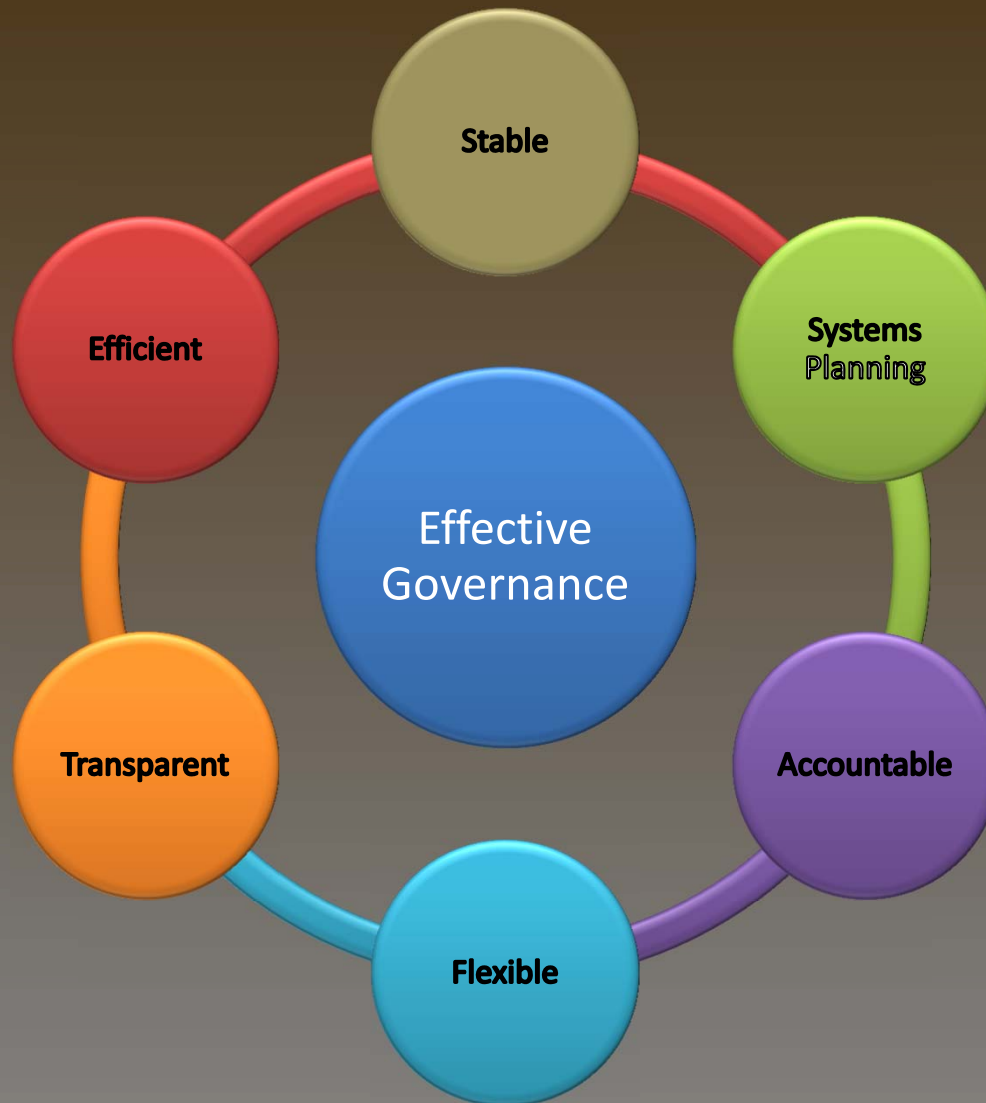 Stable
Efficient
Systems
Planning
Effective
Governance
Transparent
Accountable
Flexible